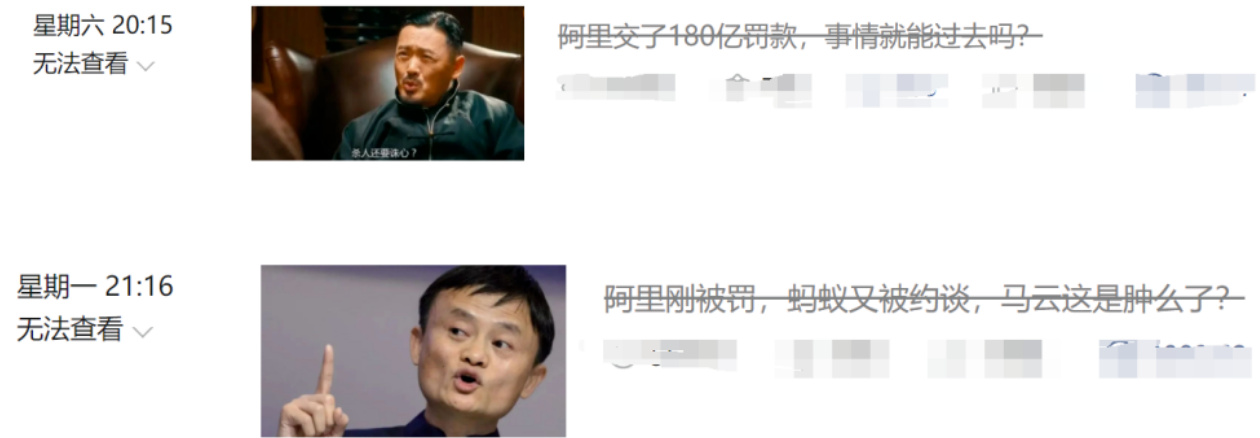 星期六 20:15
无法查看
杀人还要诛心？
阿里交了180亿罚款，事情就能过去吗？
星期一 21:16
无法查看
阿里刚被罚，蚂蚁又被约谈，马云这是肿么了？